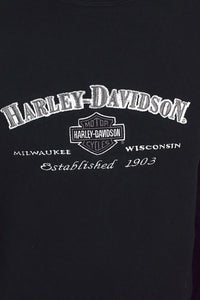 HARLEY-DAVIDSON®
MOTOR
HARLEY-DAVIDSON
CYCLES
MILWAUKEE WISCONSIN
Established 1903